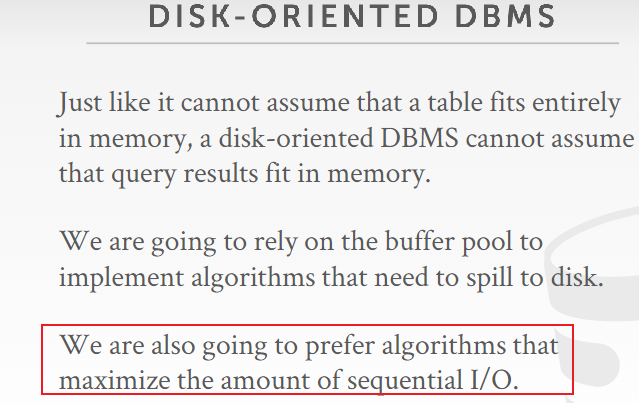 DISK-ORIENTED DBMS
Just like it cannot assume that a table fits entirely
in memory, a disk-oriented DBMS cannot assume
that query results fit in memory.
We are going to rely on the buffer pool to
implement algorithms that need to spill to disk.
We are also going to prefer algorithms that
maximize the amount of sequential I/O.